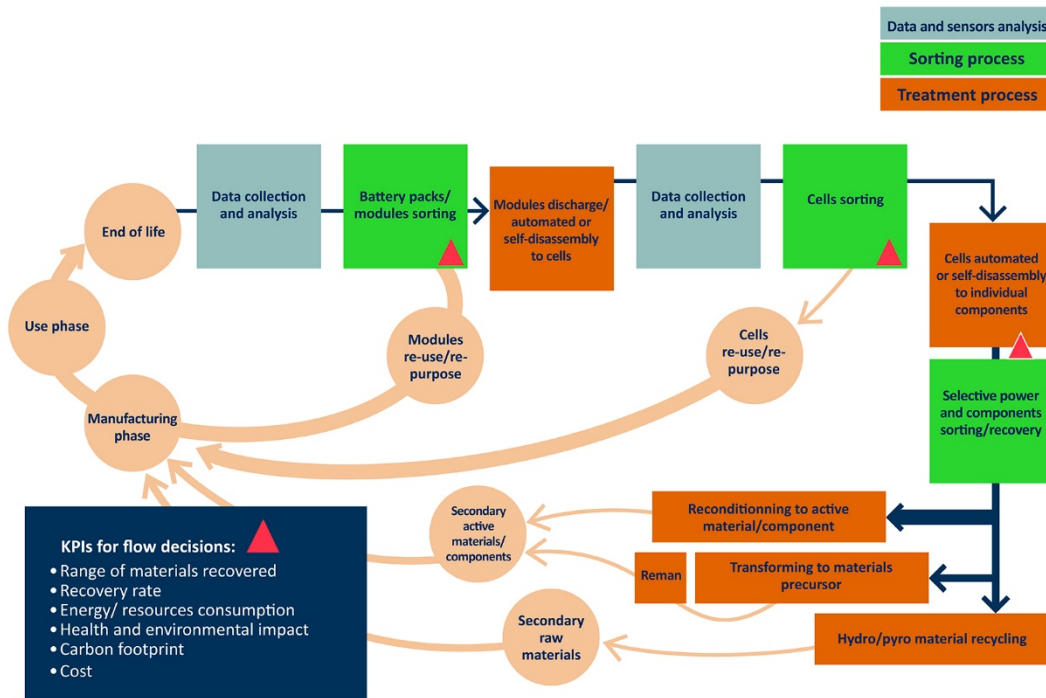 Data and sensors analysis
Sorting process
Treatment process
End of life
Data collection
and analysis
Battery packs/
modules sorting
Modules discharge/
automated or
self-disassembly
to cells
Data collection
and analysis
Cells sorting
Cells automated
or self-disassembly
to individual
components
Use phase
Modules
re-use/re-
purpose
Cells
re-use/re-
purpose
Manufacturing
phase
Selective power
and components
sorting/recovery
Secondary
active
materials/
components
Reconditionning to active
material/component
Reman
Transforming to materials
precursor
Secondary
raw
materials
Hydro/pyro material recycling
KPIs for flow decisions:
•Range of materials recovered
•Recovery rate
•Energy/ resources consumption
•Health and environmental impact
•Carbon footprint
•Cost